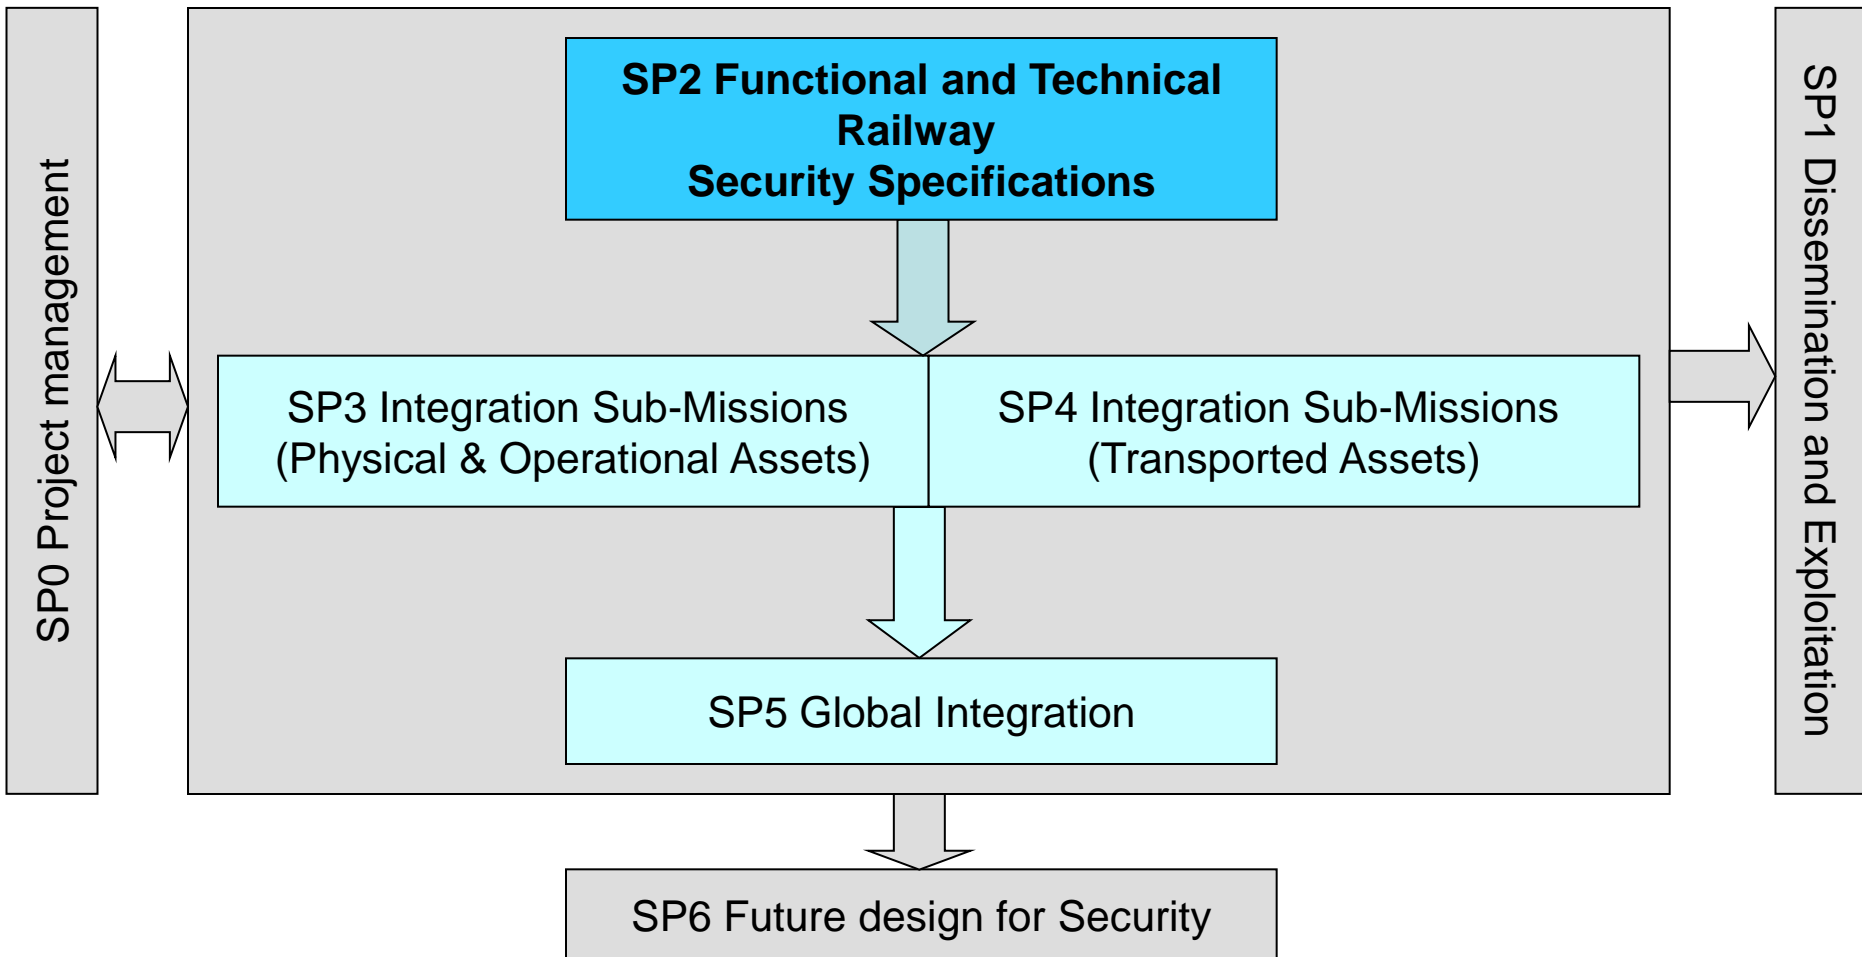 SP0 Project management
SP2 Functional and Technical
Railway
Security Specifications
SP3 Integration Sub-Missions
(Physical & Operational Assets)
SP4 Integration Sub-Missions
(Transported Assets)
SP5 Global Integration
SP6 Future design for Security
SP1 Dissemination and Exploitation